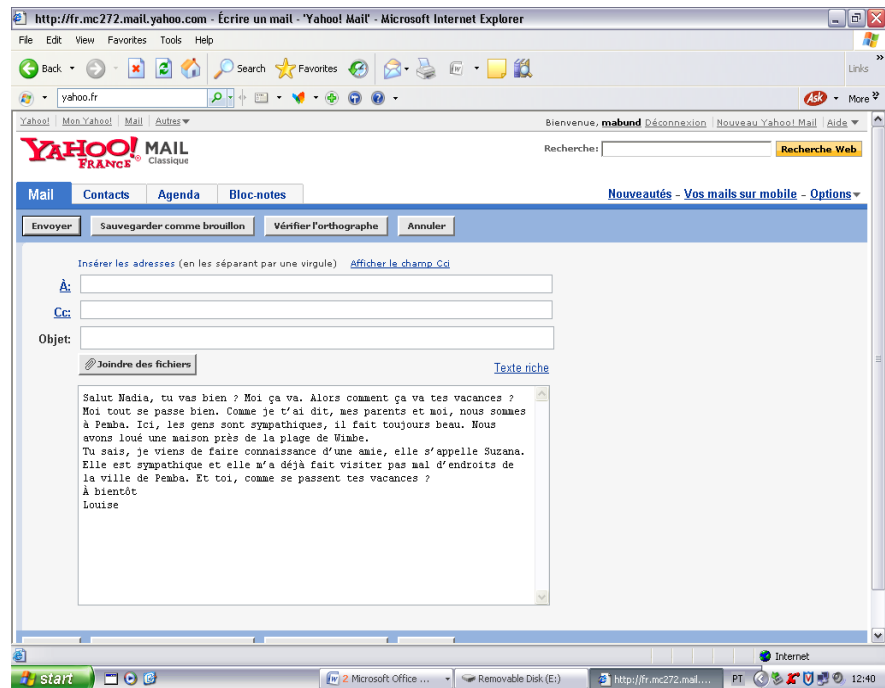 http://fr.mc272.mail.yahoo.com - Écrire un mail - 'Yahoo! Mail' - Microsoft Internet Explorer
File Edit View Favorites Tools Help
Back Search Favorites Links
yahoo.fr Ask More
Yahoo! Mon Yahoo! Mail Autres Bienvenue, mabund Déconnexion Nouveau Yahoo! Mail Aide
YAHOO! FRANCE MAIL Classique Recherche: Recherche Web
Mail Contacts Agenda Bloc-notes Nouveautés - Vos mails sur mobile - Options
Envoyer Sauvegarder comme brouillon Vérifier l'orthographe Annuler
Insérer les adresses (en les séparant par une virgule) Afficher le champ Cci
À:
Cc:
Objet:
Joindre des fichiers Texte riche
Salut Nadia, tu vas bien ? Moi ça va. Alors comment ça va tes vacances ?
Moi tout se passe bien. Comme je t'ai dit, mes parents et moi, nous sommes
à Pemba. Ici, les gens sont sympathiques, il fait toujours beau. Nous
avons loué une maison près de la plage de Wimbe.
Tu sais, je viens de faire connaissance d'une amie, elle s'appelle Suzana.
Elle est sympathique et elle m'a déjà fait visiter pas mal d'endroits de
la ville de Pemba. Et toi, comme se passent tes vacances ?
À bientôt
Louise
Internet
start 2 Microsoft Office ... Removable Disk (E:) http://fr.mc272.mail.... PT 12:40